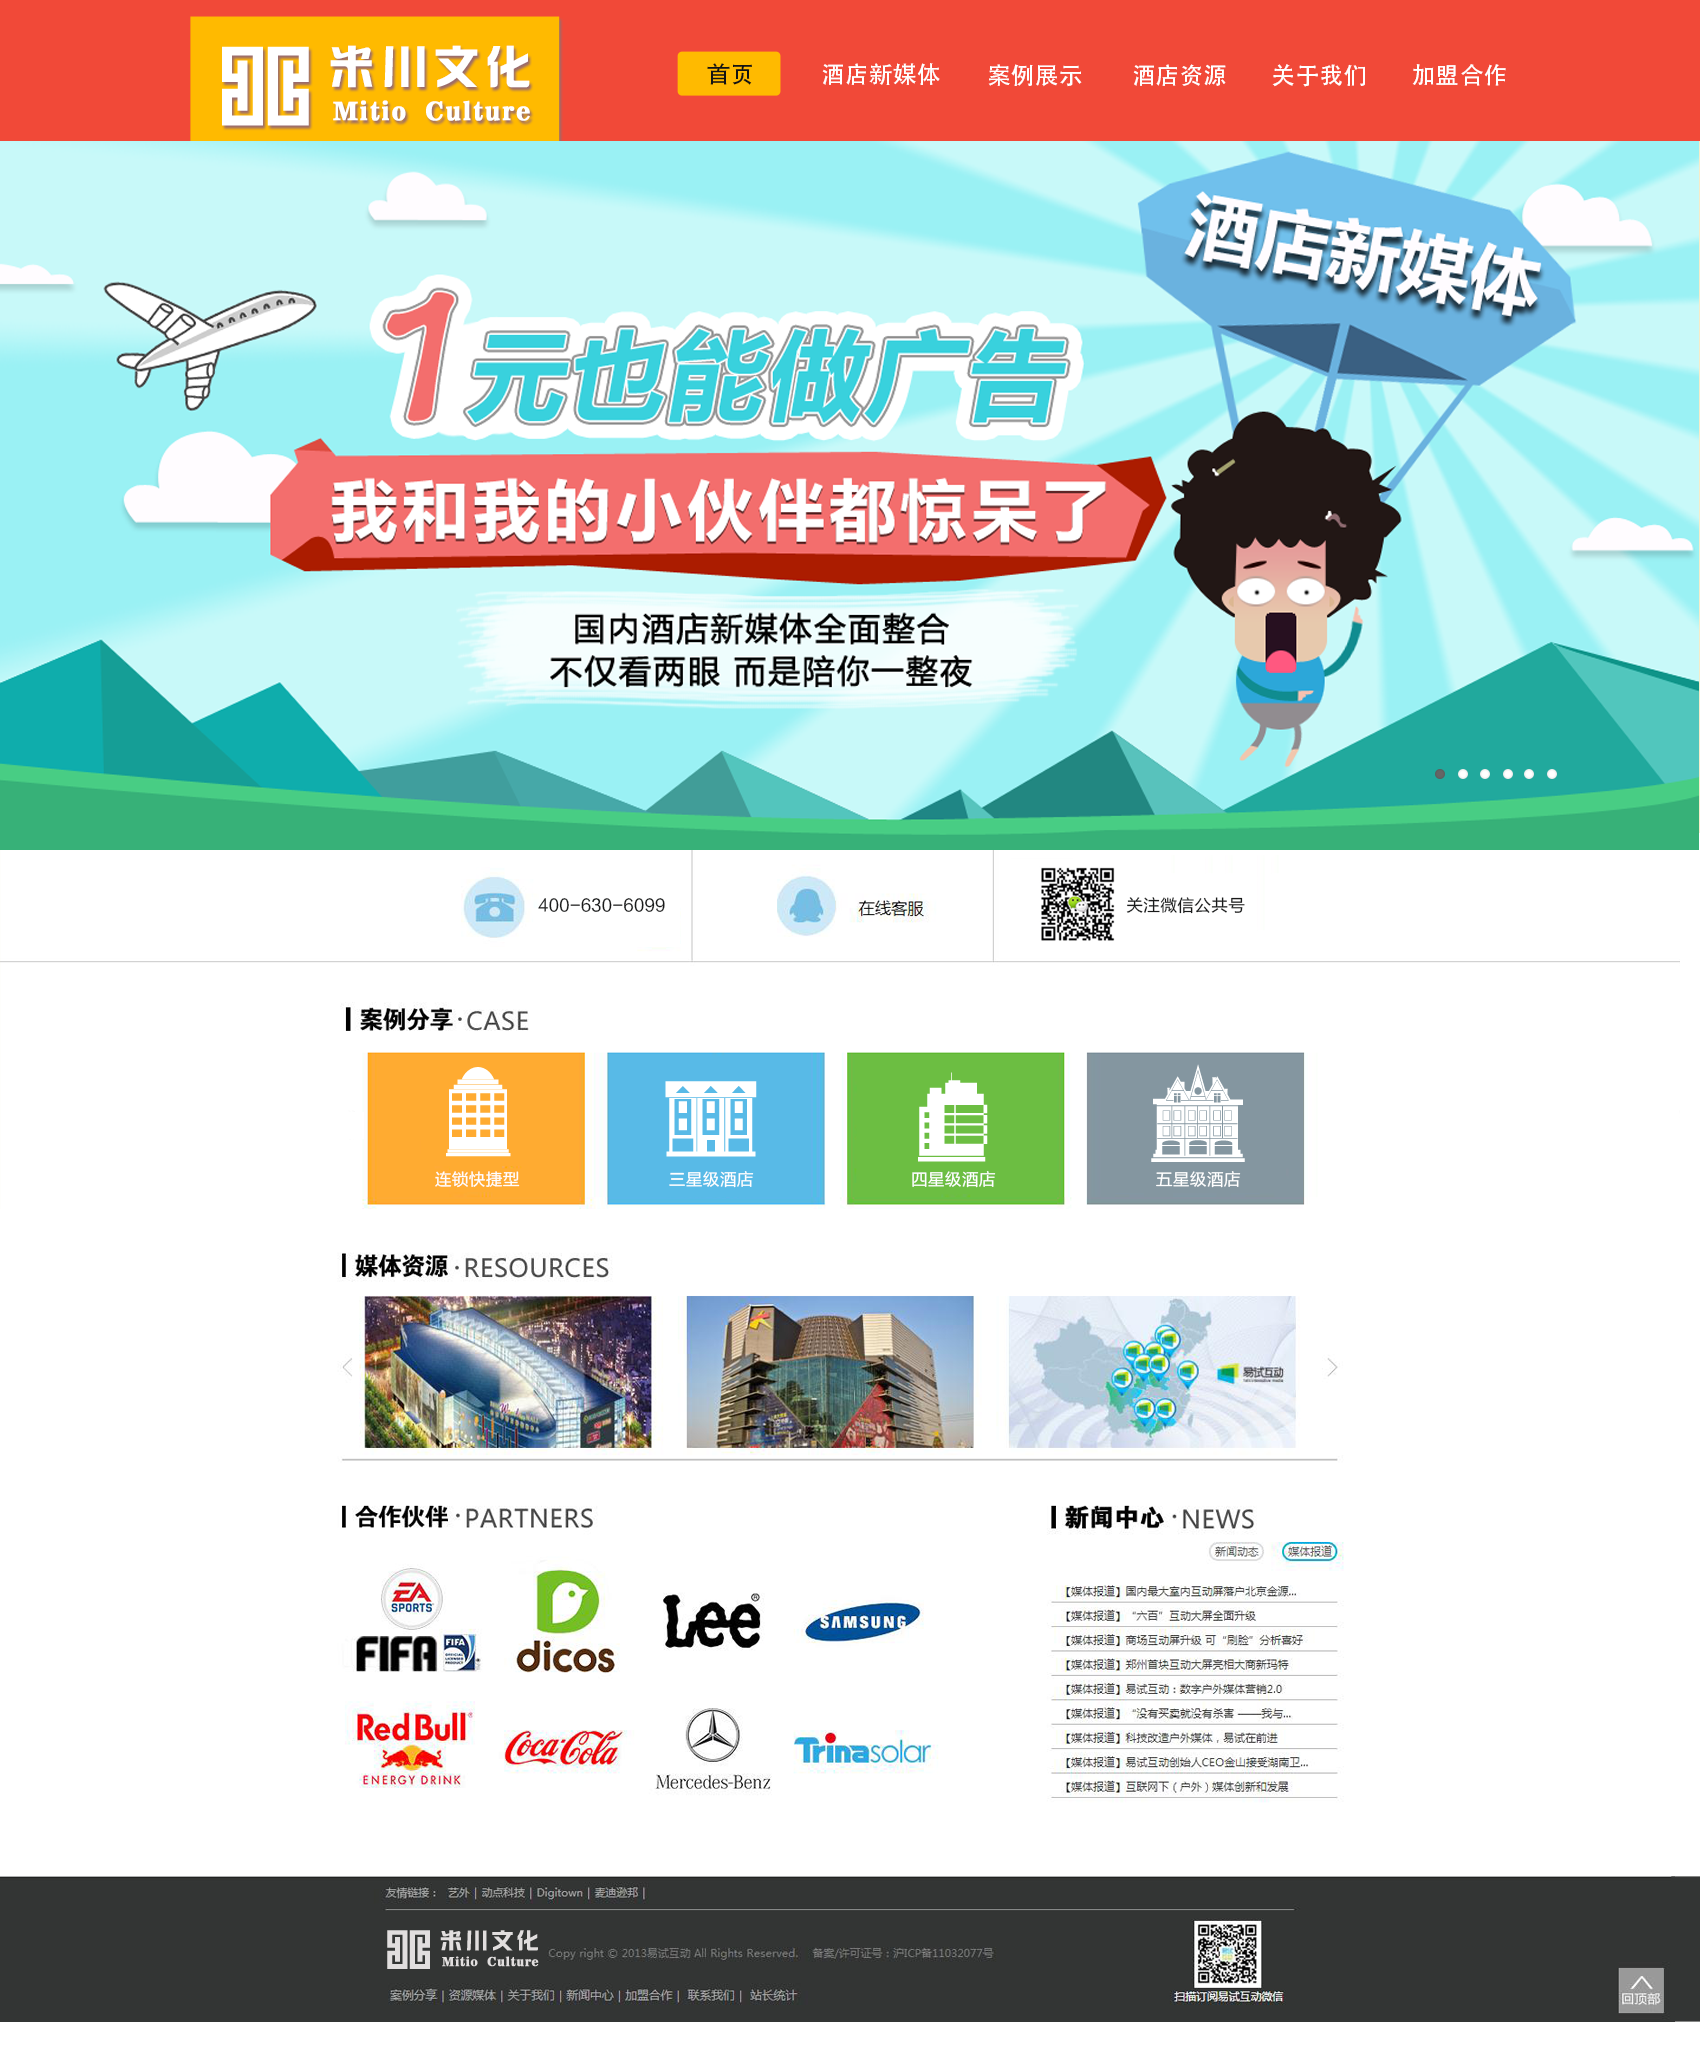 米川文化
Mitio Culture
首页
酒店新媒体
案例展示
酒店资源
关于我们
加盟合作
酒店新媒体
1元也能做广告
我和我的小伙伴都惊呆了
国内酒店新媒体全面整合
不仅看两眼 而是陪你一整夜
400-630-6099
在线客服
关注微信公共号
案例分享·CASE
连锁快捷型
三星级酒店
四星级酒店
五星级酒店
媒体资源·RESOURCES
易试互动
合作伙伴·PARTNERS
EA
SPORTS
FIFA
FIFA
OFFICIAL
LICENSED
PRODUCT
dicos
Lee®
SAMSUNG
Red Bull
ENERGY DRINK
Coca-Cola
Mercedes-Benz
Trinasolar
新闻中心·NEWS
新闻动态
媒体报道
【媒体报道】国内最大室内互动屏落户北京金源...
【媒体报道】“六百”互动大屏全面升级
【媒体报道】商场互动屏升级 可“刷脸”分析喜好
【媒体报道】郑州首块互动大屏亮相大商新玛特
【媒体报道】易试互动：数字户外媒体营销2.0
【媒体报道】“没有买卖就没有杀害 ——我与...
【媒体报道】科技改造户外媒体，易试在前进
【媒体报道】易试互动创始人CEO金山接受湖南卫...
【媒体报道】互联网下（户外）媒体创新和发展
友情链接： 艺外 | 动点科技 | Digitown | 麦迪逊邦 |
米川文化
Mitio Culture
Copy right © 2013易试互动 All Rights Reserved. 备案/许可证号：沪ICP备11032077号
案例分享 | 资源媒体 | 关于我们 | 新闻中心 | 加盟合作 | 联系我们 | 站长统计
扫描订阅易试互动微信
回顶部